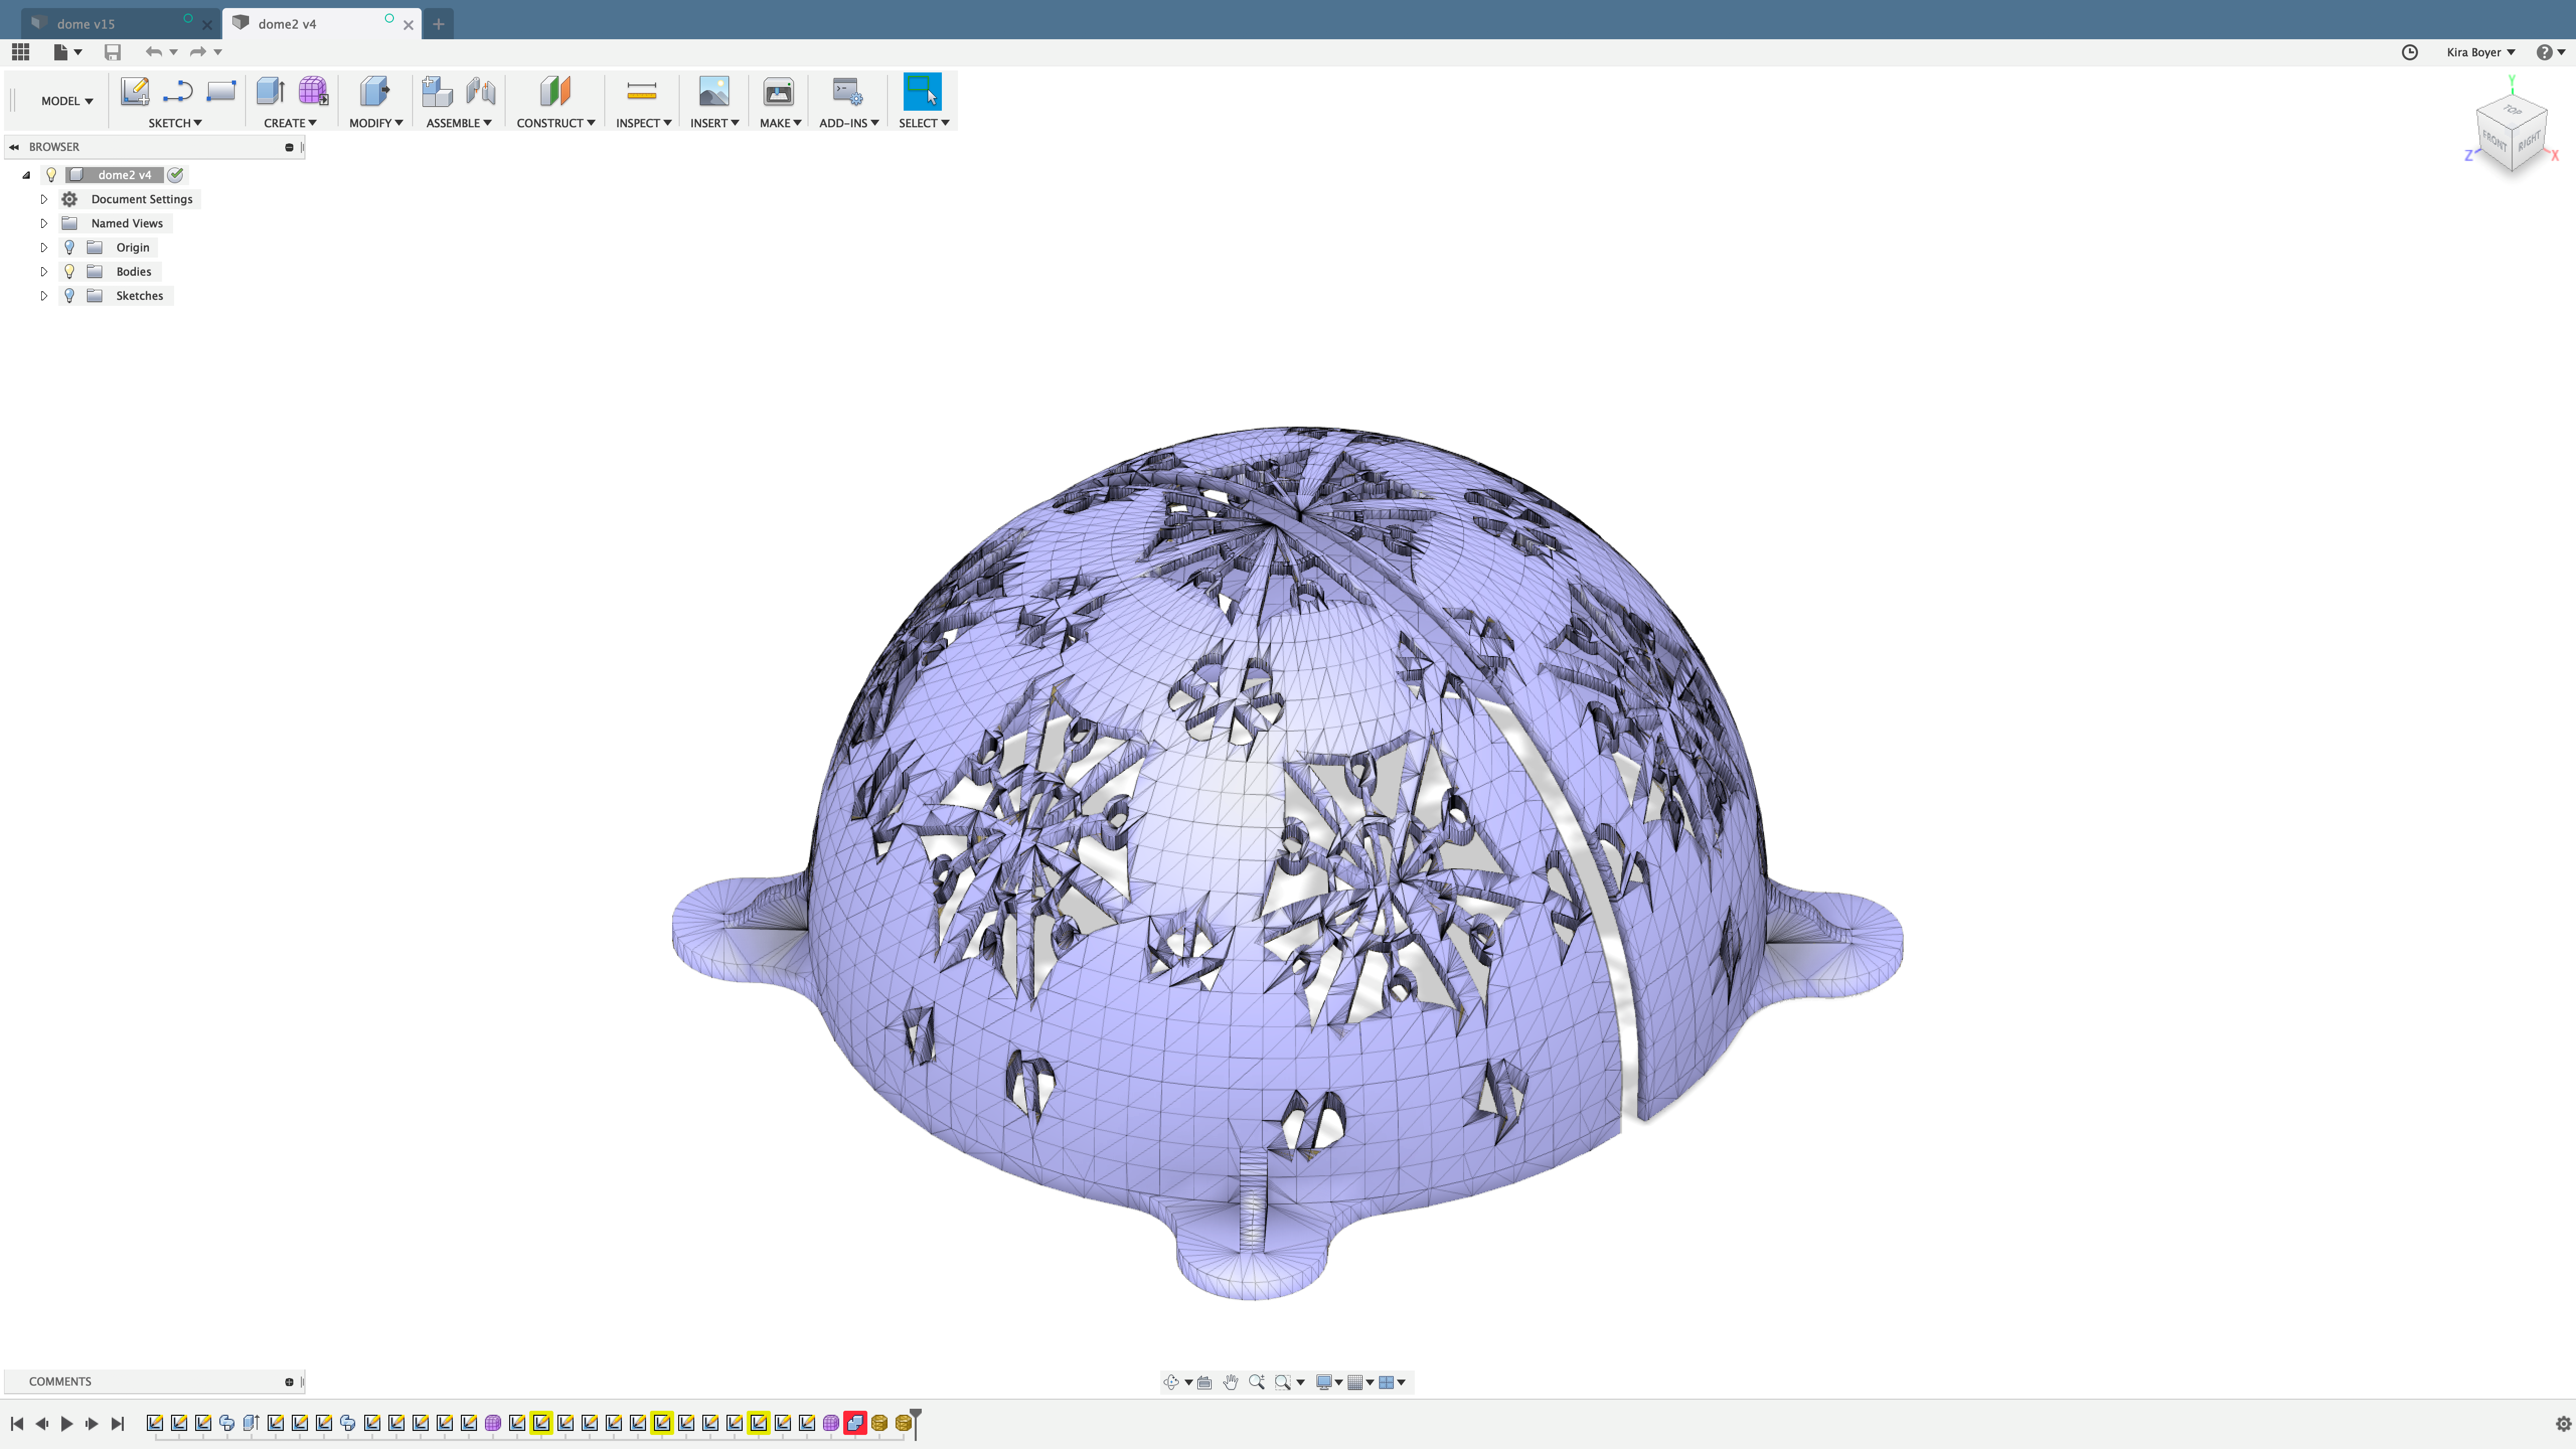 dome v15
dome2 v4
Kira Boyer
MODEL
SKETCH
CREATE
MODIFY
ASSEMBLE
CONSTRUCT
INSPECT
INSERT
MAKE
ADD-INS
SELECT
Y
TOP
FRONT
RIGHT
Z
X
BROWSER
dome2 v4
Document Settings
Named Views
Origin
Bodies
Sketches
COMMENTS